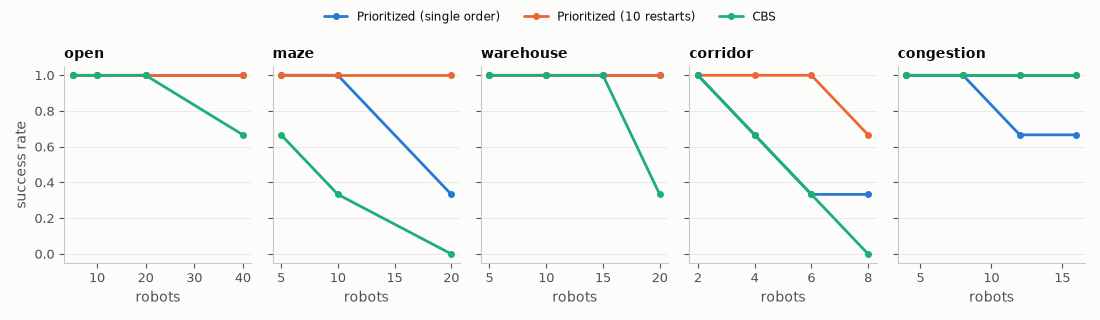 Prioritized (single order) Prioritized (10 restarts) CBS
open maze warehouse corridor congestion
1.0
0.8
0.6
0.4
0.2
0.0
success rate
10 20 30 40 5 10 15 20 5 10 15 20 2 4 6 8 5 10 15
robots robots robots robots robots